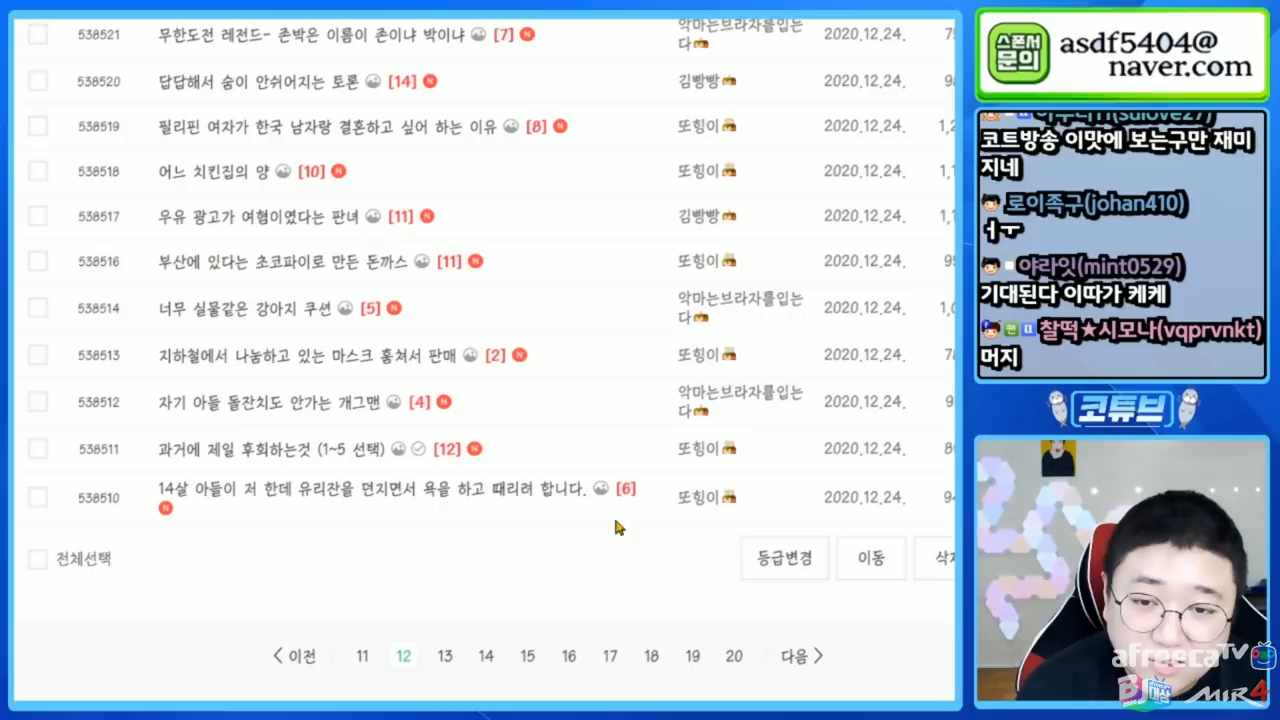 538521 무한도전 레전드- 존박은 이름이 존이냐 박이냐 [7] N 악마는브라자를입는다 2020.12.24.
538520 답답해서 숨이 안쉬어지는 토론 [14] N 김빵빵 2020.12.24.
538519 필리핀 여자가 한국 남자랑 결혼하고 싶어 하는 이유 [8] N 또힝이 2020.12.24.
538518 어느 치킨집의 양 [10] N 또힝이 2020.12.24.
538517 우유 광고가 여혐이였다는 판녀 [11] N 김빵빵 2020.12.24.
538516 부산에 있다는 초코파이로 만든 돈까스 [11] N 또힝이 2020.12.24.
538514 너무 실물같은 강아지 쿠션 [5] N 악마는브라자를입는다 2020.12.24.
538513 지하철에서 나눔하고 있는 마스크 훔쳐서 판매 [2] N 또힝이 2020.12.24.
538512 자기 아들 돌잔치도 안가는 개그맨 [4] N 악마는브라자를입는다 2020.12.24.
538511 과거에 제일 후회하는것 (1~5 선택) [12] N 또힝이 2020.12.24.
538510 14살 아들이 저 한데 유리잔을 던지면서 욕을 하고 때리려 합니다. [6] N 또힝이 2020.12.24.
전체선택 등급변경 이동
이전 11 12 13 14 15 16 17 18 19 20 다음
스폰서
문의
asdf5404@
naver.com
코트방송 이맛에 보는구만 재미
지네
로이족구(johan410)
ㅓㅜ
야라잇(mint0529)
기대된다 이따가 케케
팬 찰떡★시모나(vqprvnkt)
머지
코튜브
afreecaTV
BJ대상 MIR4